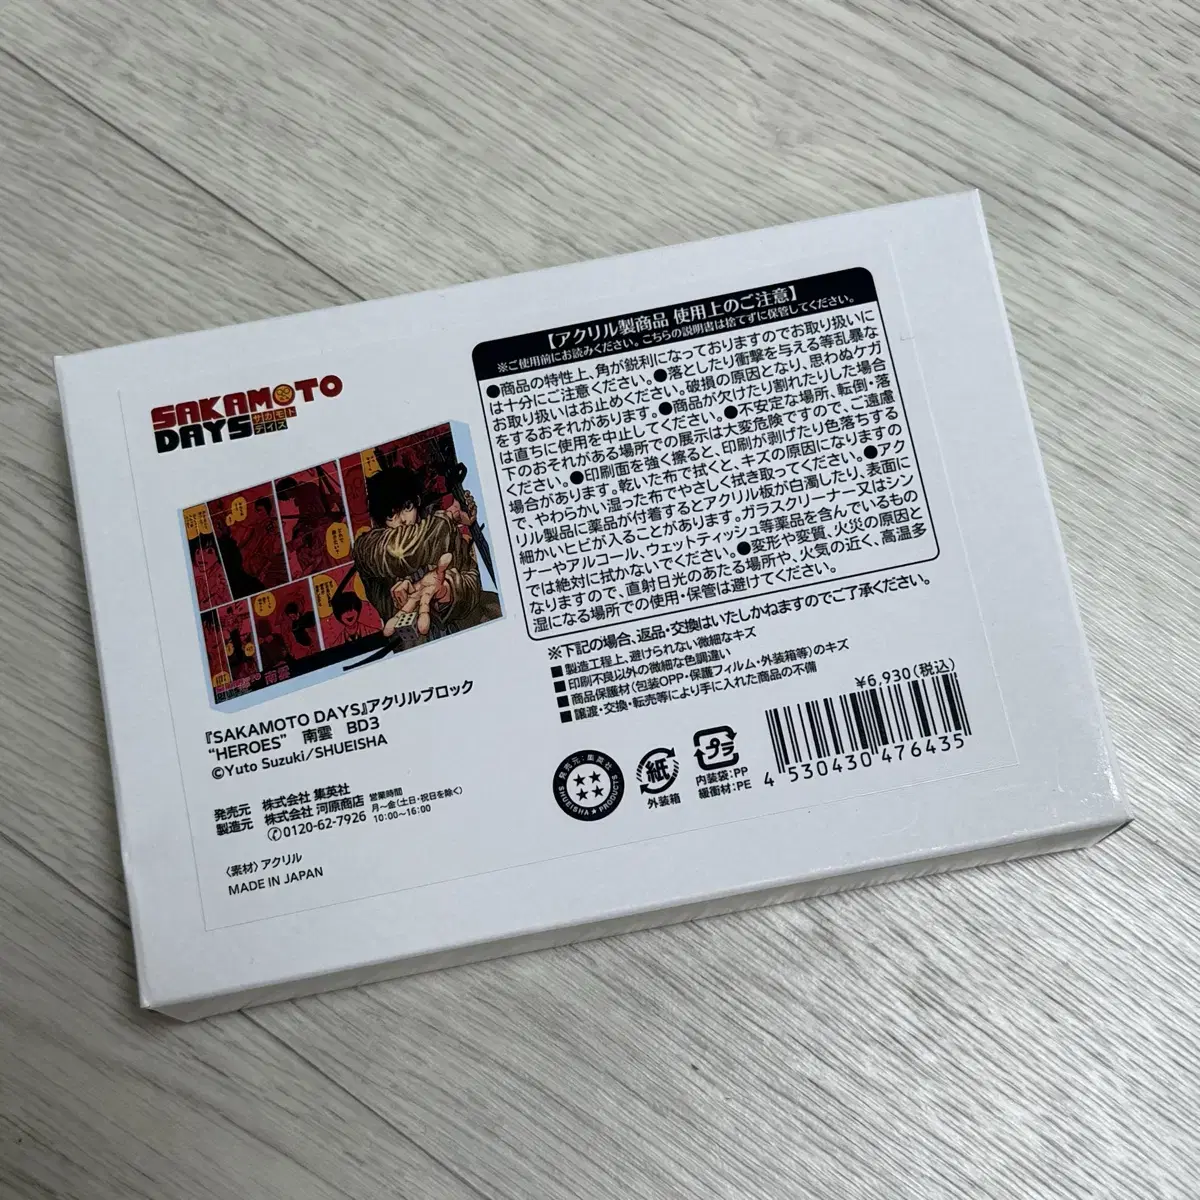 SAKAMOTO
DAYS サカモト
デイズ
南雲
『SAKAMOTO DAYS』アクリルブロック
“HEROES” 南雲 BD3
©Yuto Suzuki/SHUEISHA
発売元 株式会社 集英社
製造元 株式会社 河原商店
0120-62-7926
営業時間
月〜金(土日・祝日を除く)
10:00〜16:00
〈素材〉アクリル
MADE IN JAPAN
【アクリル製商品 使用上のご注意】
※ご使用前にお読みください。こちらの説明書は捨てずに保管してください。
●商品の特性上、角が鋭利になっておりますのでお取り扱いに
は十分にご注意ください。●落としたり衝撃を与える等乱暴な
お取り扱いはお止めください。破損の原因となり、思わぬケガ
をするおそれがあります。●商品が欠けたり割れたりした場合
は直ちに使用を中止してください。●不安定な場所、転倒・落
下のおそれがある場所での展示は大変危険ですので、ご遠慮
ください。●印刷面を強く擦ると、印刷が剥げたり色落ちする
場合があります。乾いた布で拭くと、キズの原因になりますの
で、やわらかい湿った布でやさしく拭き取ってください。●アク
リル製品に薬品が付着するとアクリル板が白濁したり、表面に
細かいヒビが入ることがあります。ガラスクリーナー又はシン
ナーやアルコール、ウェットティッシュ等薬品を含んでいるもの
では絶対に拭かないでください。●変形や変質、火災の原因と
なりますので、直射日光のあたる場所や、火気の近く、高温多
湿になる場所での使用・保管は避けてください。
※下記の場合、返品・交換はいたしかねますのでご了承ください。
■製造工程上、避けられない微細なキズ
■印刷不良以外の微細な色調違い
■商品保護材(包装OPP・保護フィルム・外装箱等)のキズ
■譲渡・交換・転売等により手に入れた商品の不備
発売元:集英社
SHUEISHA★PRODUCTS
紙
外装箱
プラ
内装袋:PP
緩衝材:PE
¥6,930(税込)
4 530430 476435